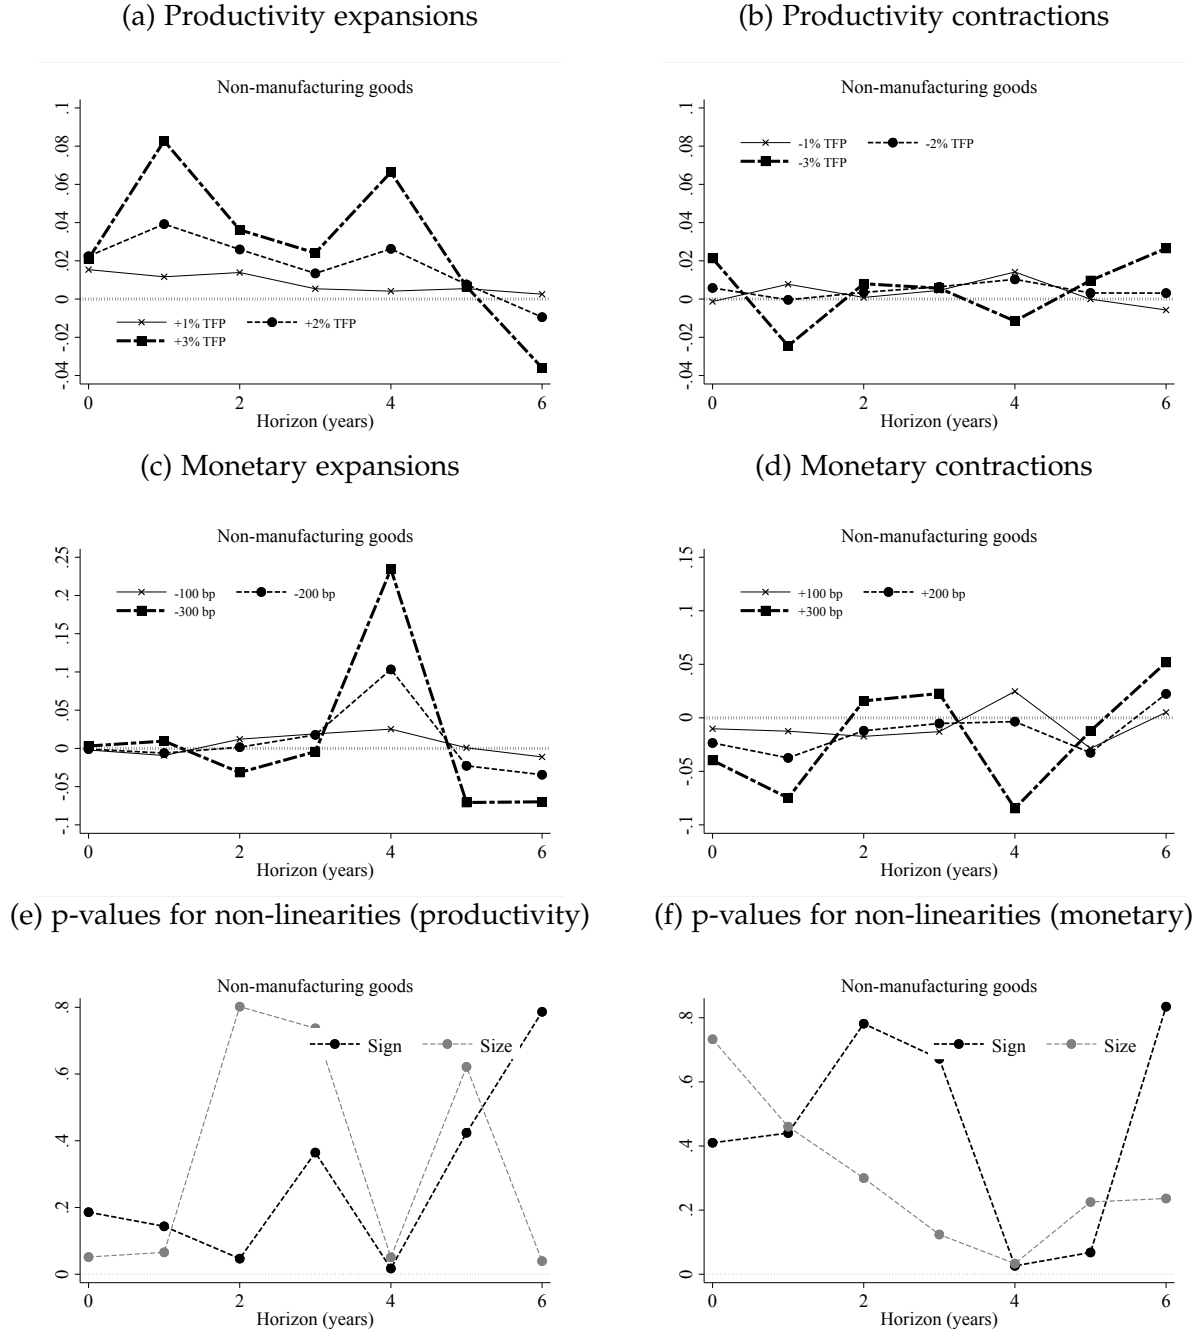 (a) Productivity expansions
(b) Productivity contractions
Non-manufacturing goods
.1
.08
.06
.04
.02
0
-.02
-.04
+1% TFP
+2% TFP
+3% TFP
0 2 4 6
Horizon (years)
Non-manufacturing goods
.1
.08
.06
.04
.02
0
-.02
-.04
-1% TFP
-2% TFP
-3% TFP
0 2 4 6
Horizon (years)
(c) Monetary expansions
(d) Monetary contractions
Non-manufacturing goods
.25
.2
.15
.1
.05
0
-.05
-.1
-100 bp
-200 bp
-300 bp
0 2 4 6
Horizon (years)
Non-manufacturing goods
.15
.1
.05
0
-.05
-.1
+100 bp
+200 bp
+300 bp
0 2 4 6
Horizon (years)
(e) p-values for non-linearities (productivity)
(f) p-values for non-linearities (monetary)
Non-manufacturing goods
.8
.6
.4
.2
0
Sign
Size
0 2 4 6
Horizon (years)
Non-manufacturing goods
.8
.6
.4
.2
0
Sign
Size
0 2 4 6
Horizon (years)